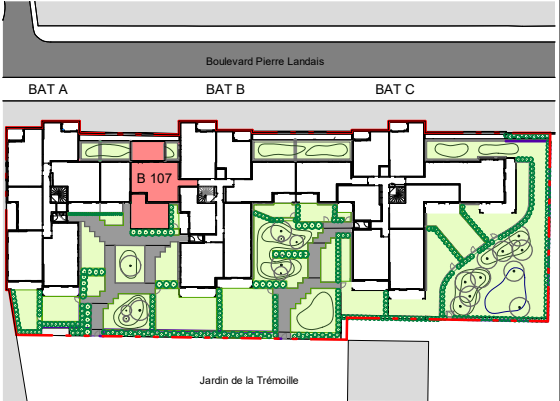 Boulevard Pierre Landais
BAT A
BAT B
BAT C
B 107
Jardin de la Trémoille